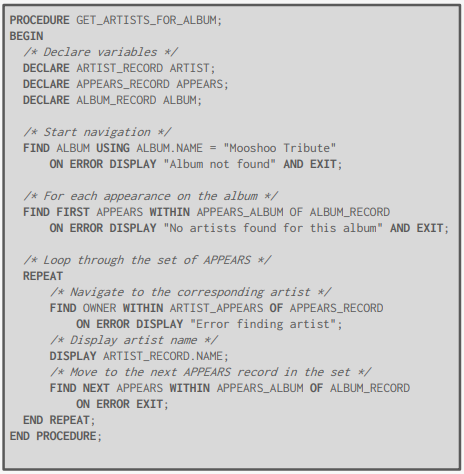 PROCEDURE GET_ARTISTS_FOR_ALBUM;
BEGIN
/* Declare variables */
DECLARE ARTIST_RECORD ARTIST;
DECLARE APPEARS_RECORD APPEARS;
DECLARE ALBUM_RECORD ALBUM;
/* Start navigation */
FIND ALBUM USING ALBUM.NAME = "Mooshoo Tribute"
ON ERROR DISPLAY "Album not found" AND EXIT;
/* For each appearance on the album */
FIND FIRST APPEARS WITHIN APPEARS_ALBUM OF ALBUM_RECORD
ON ERROR DISPLAY "No artists found for this album" AND EXIT;
/* Loop through the set of APPEARS */
REPEAT
/* Navigate to the corresponding artist */
FIND OWNER WITHIN ARTIST_APPEARS OF APPEARS_RECORD
ON ERROR DISPLAY "Error finding artist";
/* Display artist name */
DISPLAY ARTIST_RECORD.NAME;
/* Move to the next APPEARS record in the set */
FIND NEXT APPEARS WITHIN APPEARS_ALBUM OF ALBUM_RECORD
ON ERROR EXIT;
END REPEAT;
END PROCEDURE;